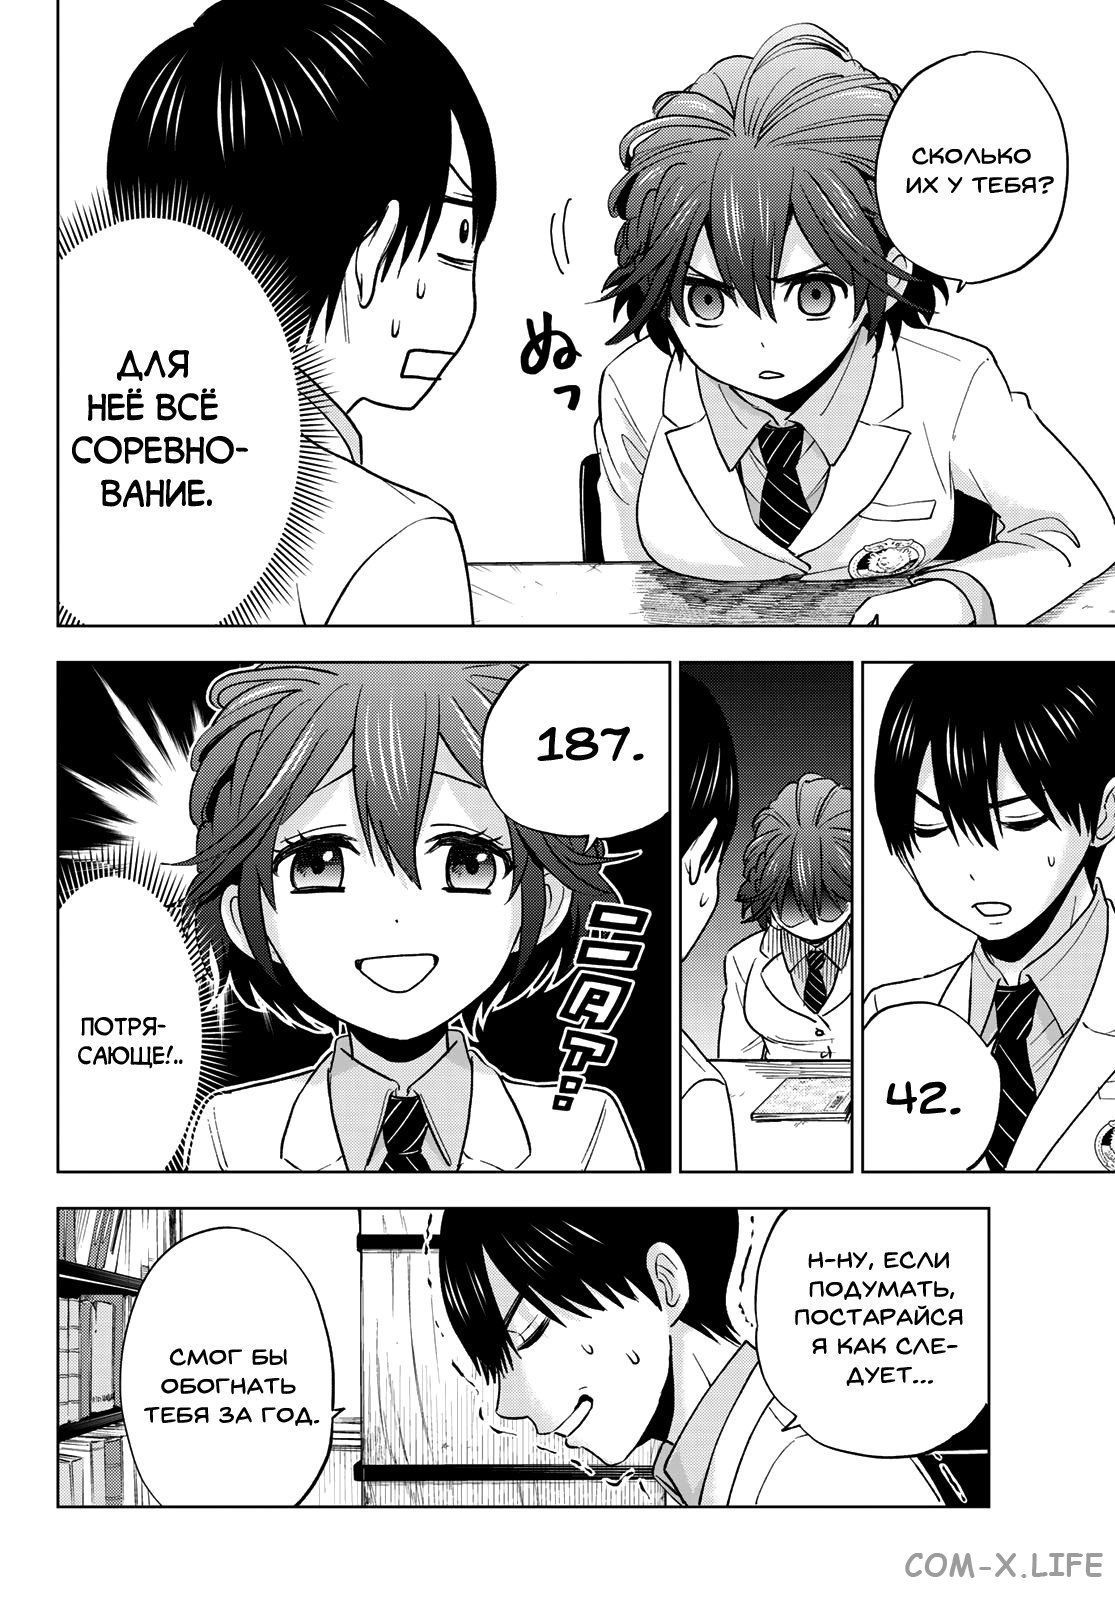 СКОЛЬКО
ИХ У ТЕБЯ?
ぬっ
ДЛЯ
НЕЁ ВСЁ
СОРЕВНО-
ВАНИЕ.
42.
187.
ПОТРЯ-
САЮЩЕ!..
Н-НУ, ЕСЛИ
ПОДУМАТЬ,
ПОСТАРАЙСЯ
Я КАК СЛЕ-
ДУЕТ...
СМОГ БЫ
ОБОГНАТЬ
ТЕБЯ ЗА ГОД.
COM-X.LIFE